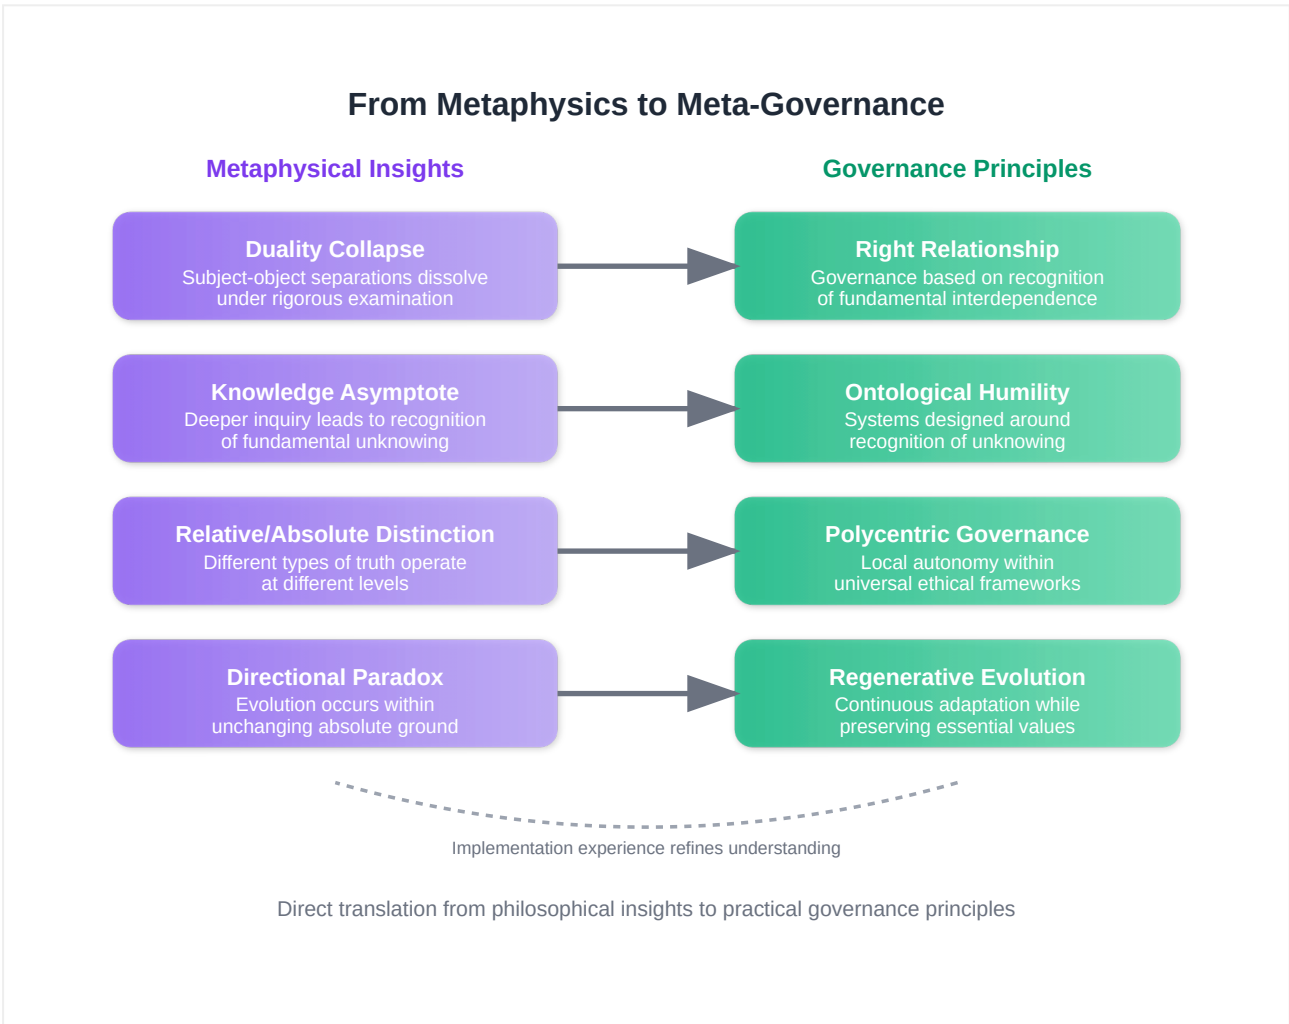 From Metaphysics to Meta-Governance
Metaphysical Insights
Governance Principles
Duality Collapse
Subject-object separations dissolve
under rigorous examination
Right Relationship
Governance based on recognition
of fundamental interdependence
Knowledge Asymptote
Deeper inquiry leads to recognition
of fundamental unknowing
Ontological Humility
Systems designed around
recognition of unknowing
Relative/Absolute Distinction
Different types of truth operate
at different levels
Polycentric Governance
Local autonomy within
universal ethical frameworks
Directional Paradox
Evolution occurs within
unchanging absolute ground
Regenerative Evolution
Continuous adaptation while
preserving essential values
Implementation experience refines understanding
Direct translation from philosophical insights to practical governance principles